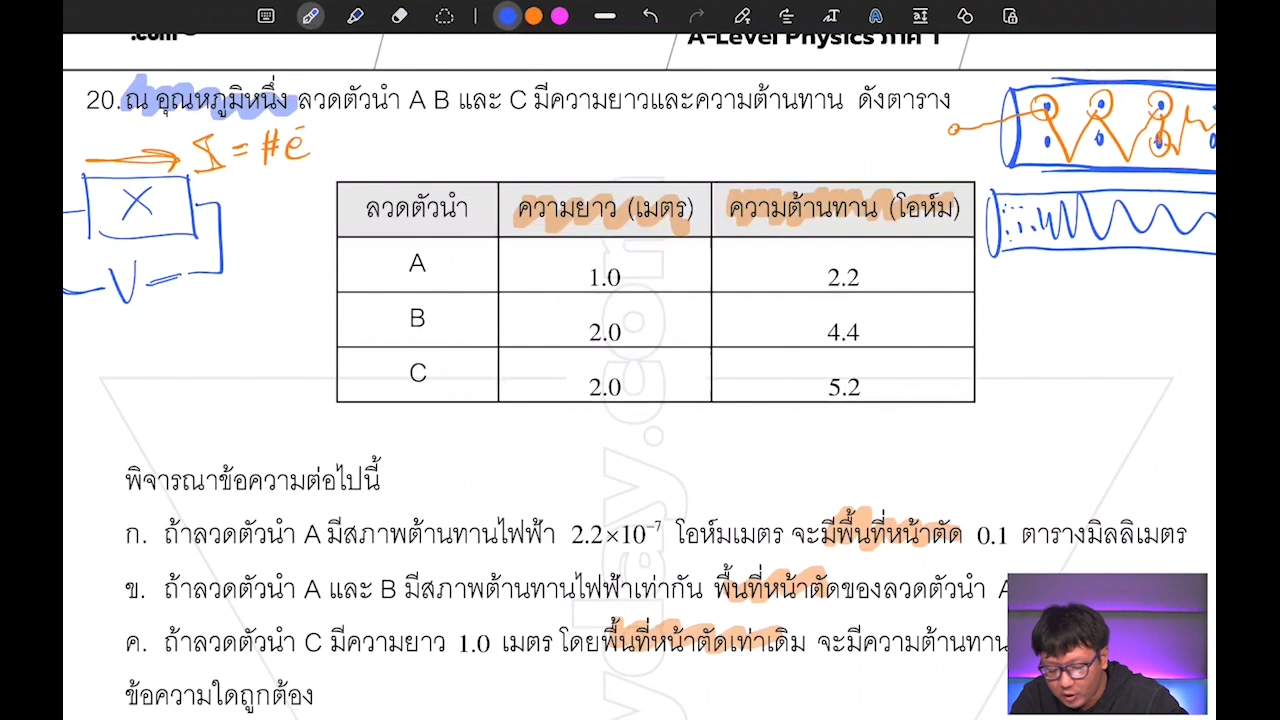 .com
A-Level Physics ภาค 1
20. ณ อุณหภูมิหนึ่ง ลวดตัวนำ A B และ C มีความยาวและความต้านทาน ดังตาราง
I = #ē
X
V
ลวดตัวนำ ความยาว (เมตร) ความต้านทาน (โอห์ม)
A 1.0 2.2
B 2.0 4.4
C 2.0 5.2
พิจารณาข้อความต่อไปนี้
ก. ถ้าลวดตัวนำ A มีสภาพต้านทานไฟฟ้า 2.2×10⁻⁷ โอห์มเมตร จะมีพื้นที่หน้าตัด 0.1 ตารางมิลลิเมตร
ข. ถ้าลวดตัวนำ A และ B มีสภาพต้านทานไฟฟ้าเท่ากัน พื้นที่หน้าตัดของลวดตัวนำ A
ค. ถ้าลวดตัวนำ C มีความยาว 1.0 เมตร โดยพื้นที่หน้าตัดเท่าเดิม จะมีความต้านทาน
ข้อความใดถูกต้อง